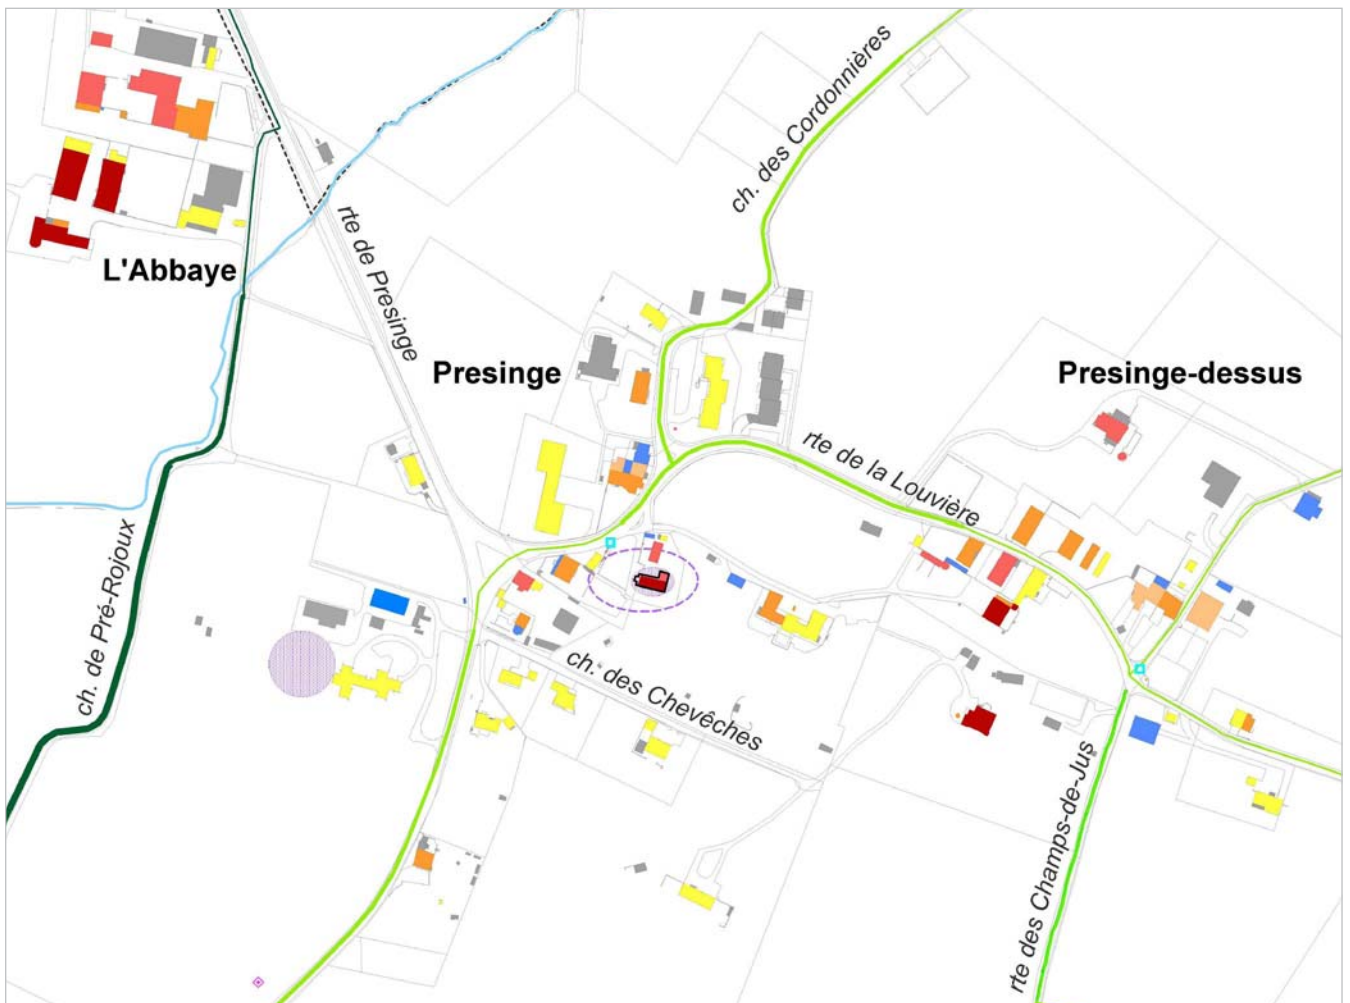 ch. des Cordonnières
rte de Presinge
L'Abbaye
Presinge
Presinge-dessus
rte de la Louvière
ch. de Pré-Rojoux
ch. des Chevêches
rte des Champs-de-Jus